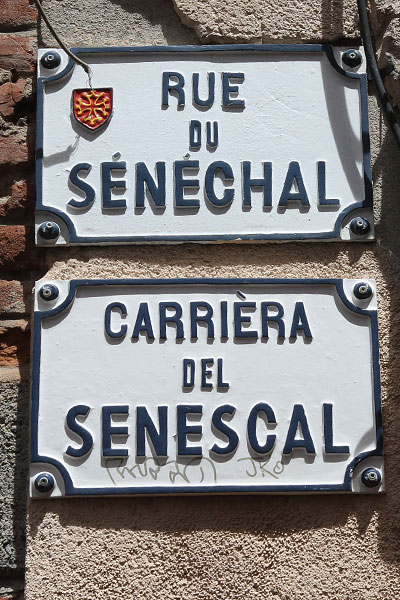 RUE
DU
SÉNÉCHAL
CARRIÈRA
DEL
SENESCAL